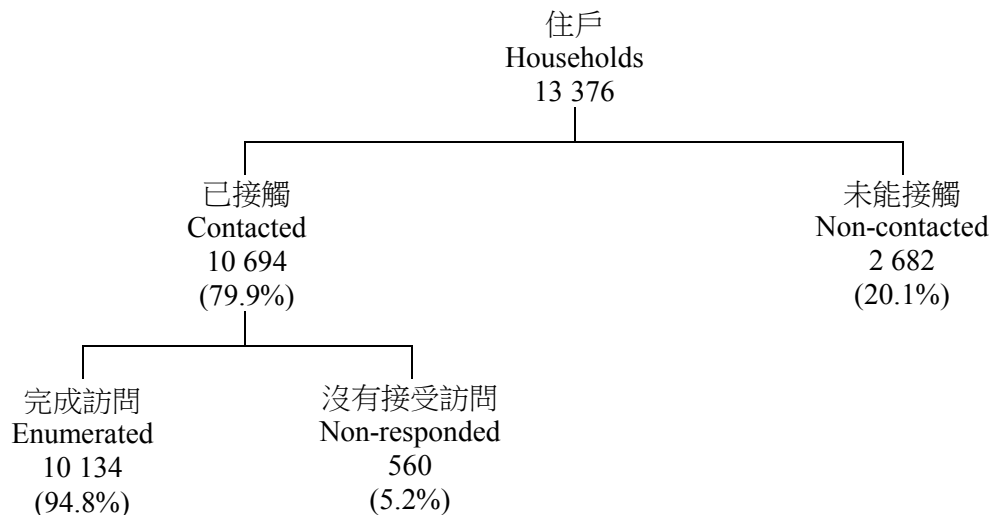 住戶
Households
13 376
已接觸
Contacted
10 694
(79.9%)
未能接觸
Non-contacted
2 682
(20.1%)
完成訪問
Enumerated
10 134
(94.8%)
沒有接受訪問
Non-responded
560
(5.2%)